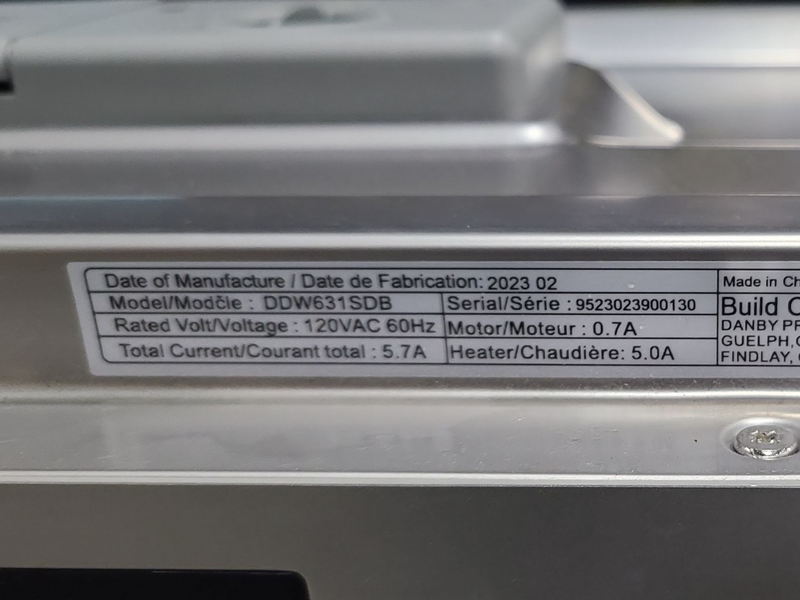 Date of Manufacture / Date de Fabrication: 2023 02
Model/Modčle : DDW631SDB
Serial/Série : 9523023900130
Rated Volt/Voltage : 120VAC 60Hz
Motor/Moteur : 0.7A
Total Current/Courant total : 5.7A
Heater/Chaudière: 5.0A
Made in
Build
DANBY
GUELPH,
FINDLAY,